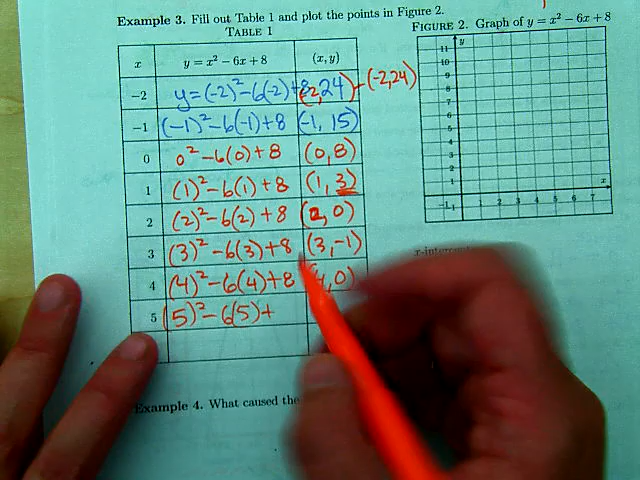 Example 3. Fill out Table 1 and plot the points in Figure 2.
TABLE 1
x y = x² − 6x + 8 (x, y)
−2 y=(-2)²-6(-2)+8 (-2, 24) (-2,24)
−1 (-1)²-6(-1)+8 (-1, 15)
0 0²-6(0)+8 (0,8)
1 (1)²-6(1)+8 (1, 3)
2 (2)²-6(2)+8 (2, 0)
3 (3)²-6(3)+8 (3,-1)
4 (4)²-6(4)+8 (4,0)
5 (5)²-6(5)+
FIGURE 2. Graph of y = x² − 6x + 8
y
11
10
9
8
7
6
5
4
3
2
1
x
−1 1 2 3 4 5 6 7
x-intercept
Example 4. What caused the